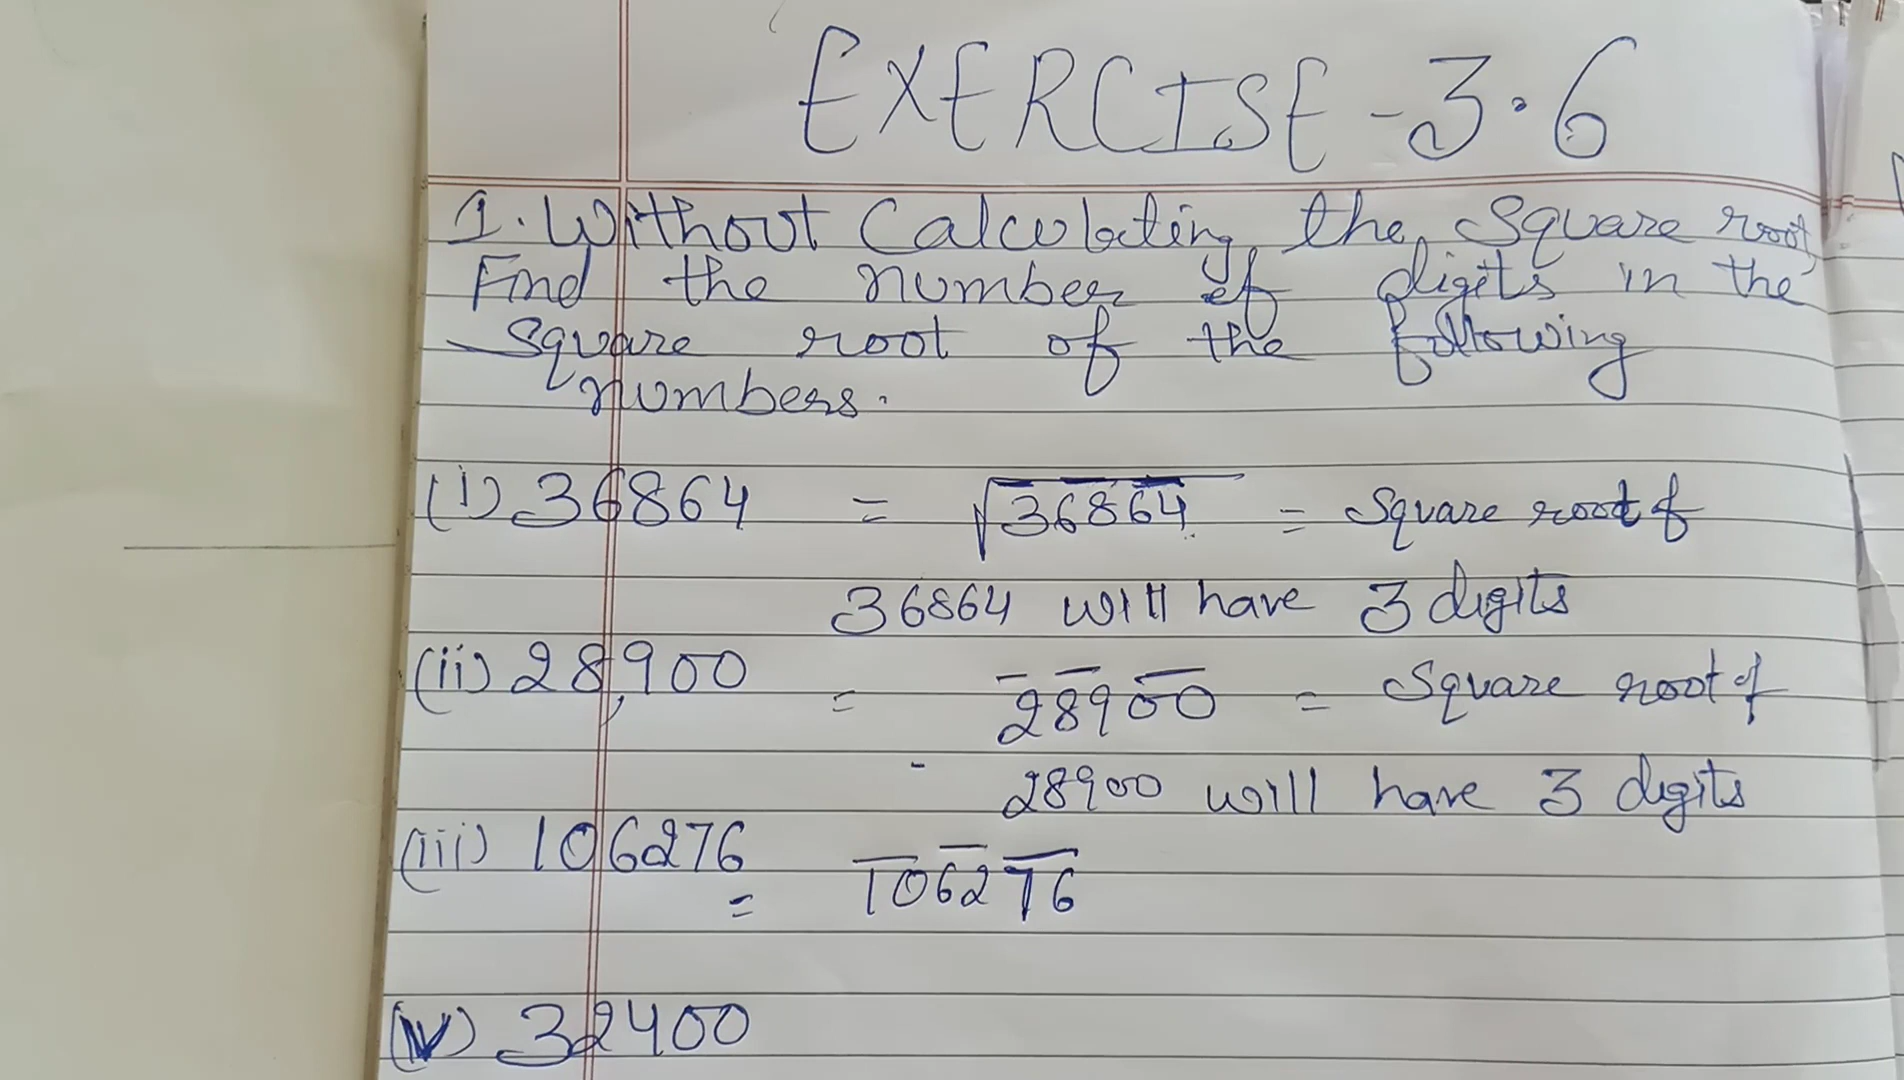 EXERCISE - 3.6
1. Without Calculating, the square root,
Find the number of digits in the
square root of the following
numbers.
(i) 36864 = √36864 = Square root of
36864 will have 3 digits
(ii) 28,900 = 28900 = Square root of
28900 will have 3 digits
(iii) 106276
= 106276
(iv) 32400